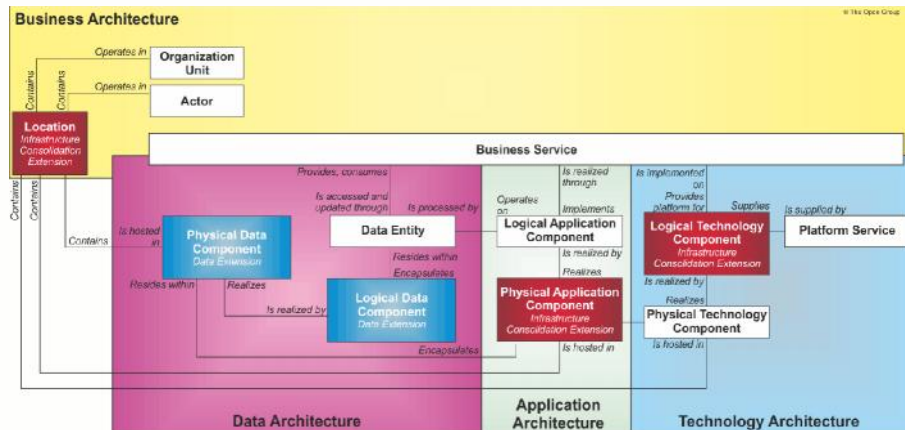 © The Open Group
Business Architecture
Operates in
Organization
Unit
Contains
Contains
Operates in
Actor
Location
Infrastructure
Consolidation
Extension
Business Service
Contains
Contains
Provides, consumes
Is realized
through
Is implemented
on
Provides
platform for
Is accessed and
updated through
Is processed by
Operates
on
Implements
Supplies
Is supplied by
Contains
Is hosted
in
Physical Data
Component
Data Extension
Data Entity
Logical Application
Component
Logical Technology
Component
Infrastructure
Consolidation Extension
Platform Service
Resides within
Is realized by
Resides within
Realizes
Encapsulates
Realizes
Is realized by
Is realized by
Logical Data
Component
Data Extension
Physical Application
Component
Infrastructure
Consolidation Extension
Realizes
Physical Technology
Component
Encapsulates
Is hosted in
Is hosted in
Data Architecture
Application
Architecture
Technology Architecture